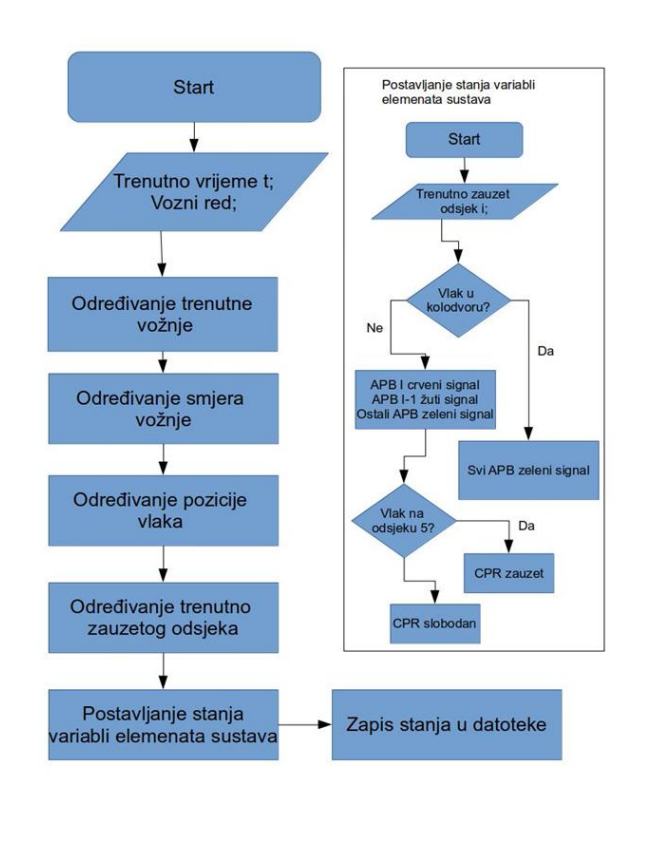 Start
Trenutno vrijeme t;
Vozni red;
Određivanje trenutne
vožnje
Određivanje smjera
vožnje
Određivanje pozicije
vlaka
Određivanje trenutno
zauzetog odsjeka
Postavljanje stanja
variabli elemenata sustava
Zapis stanja u datoteke
Postavljanje stanja variabli
elemenata sustava
Start
Trenutno zauzet
odsjek i;
Vlak u
kolodvoru?
Ne
Da
APB I crveni signal
APB I-1 žuti signal
Ostali APB zeleni signal
Svi APB zeleni signal
Vlak na
odsjeku 5?
Da
CPR zauzet
CPR slobodan